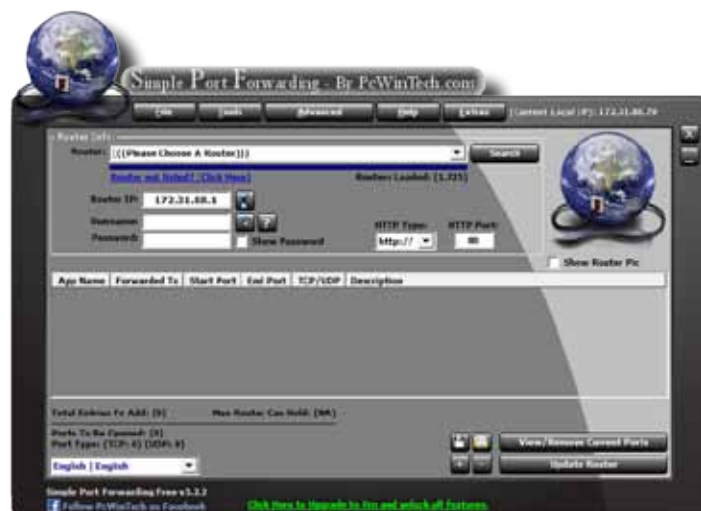 Simple Port Forwarding - By PcWinTech.com
File Tools Advanced Help Extras (Current Local IP): 172.31.88.79
X
Router Info
Router: (((Please Choose A Router))) Search
Router not listed? [Click Here] Routers Loaded: (1,725)
Router IP: 172.31.88.1
Username: ? HTTP Type: HTTP Port:
Password: Show Password http:// 80
Show Router Pic
App Name Forwarded To Start Port End Port TCP/UDP Description
Total Entries To Add: (0) Max Router Can Hold: (NA)
Ports To Be Opened: (0)
Port Type: (TCP: 0) (UDP: 0)
+ - View/Remove Current Ports
English | English Update Router
Simple Port Forwarding Free v3.2.2
Follow PcWinTech on Facebook Click Here to Upgrade to Pro and unlock all features.